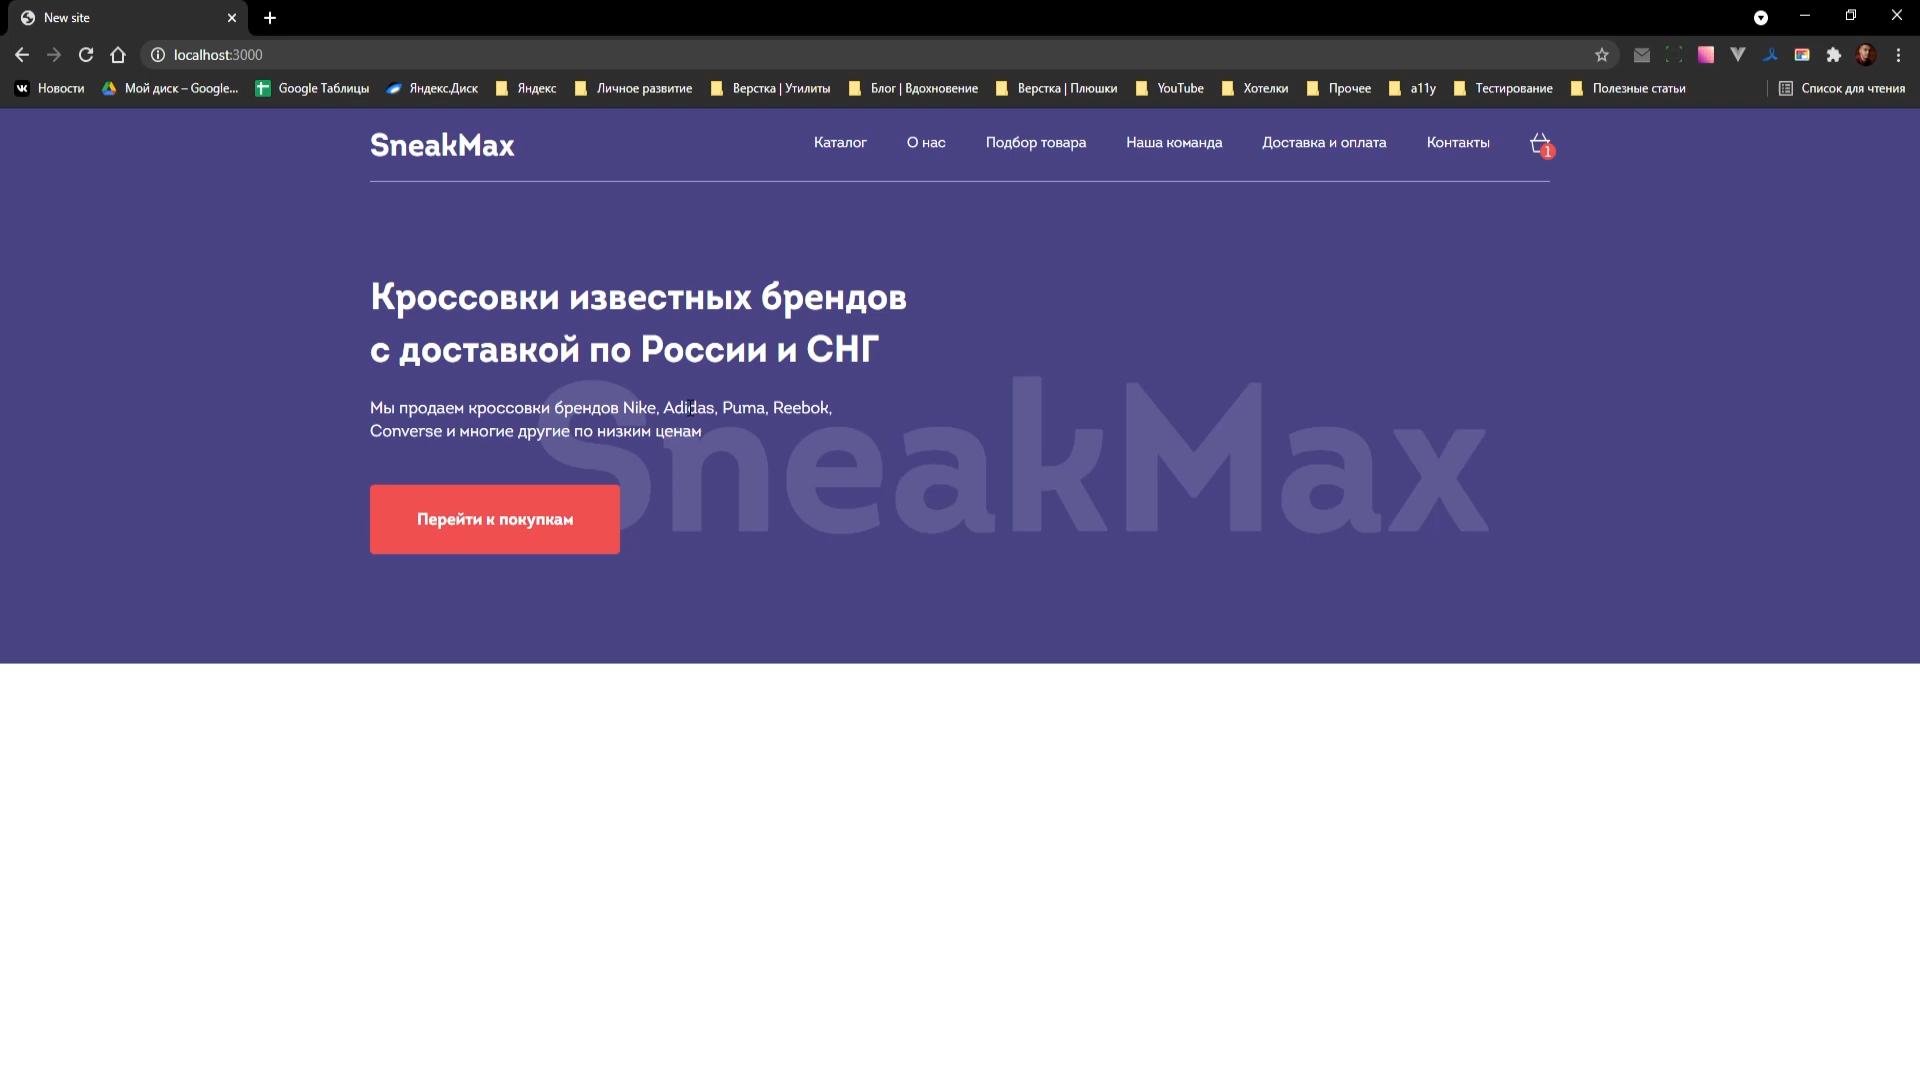 New site
localhost:3000
Новости
Мой диск – Google...
Google Таблицы
Яндекс.Диск
Яндекс
Личное развитие
Верстка | Утилиты
Блог | Вдохновение
Верстка | Плюшки
YouTube
Хотелки
Прочее
a11y
Тестирование
Полезные статьи
Список для чтения
SneakMax
Каталог
О нас
Подбор товара
Наша команда
Доставка и оплата
Контакты
1
Кроссовки известных брендов
с доставкой по России и СНГ
Мы продаем кроссовки брендов Nike, Adidas, Puma, Reebok,
Converse и многие другие по низким ценам
SneakMax
Перейти к покупкам